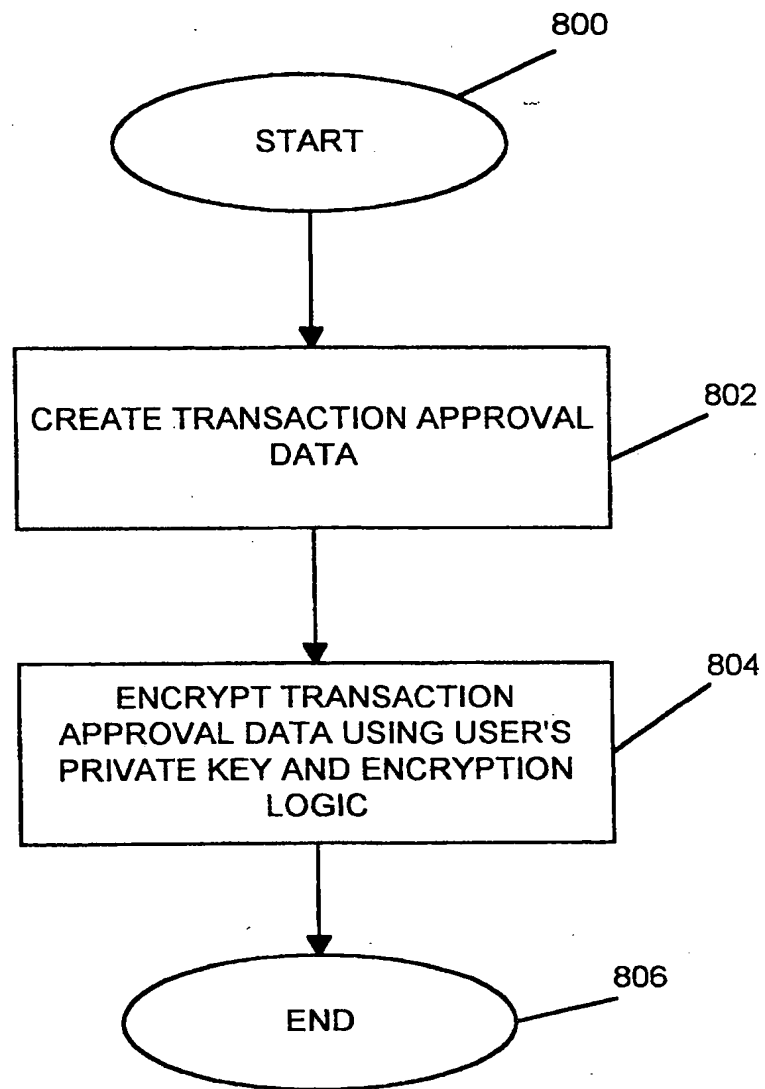 800
START
802
CREATE TRANSACTION APPROVAL
DATA
804
ENCRYPT TRANSACTION
APPROVAL DATA USING USER'S
PRIVATE KEY AND ENCRYPTION
LOGIC
806
END